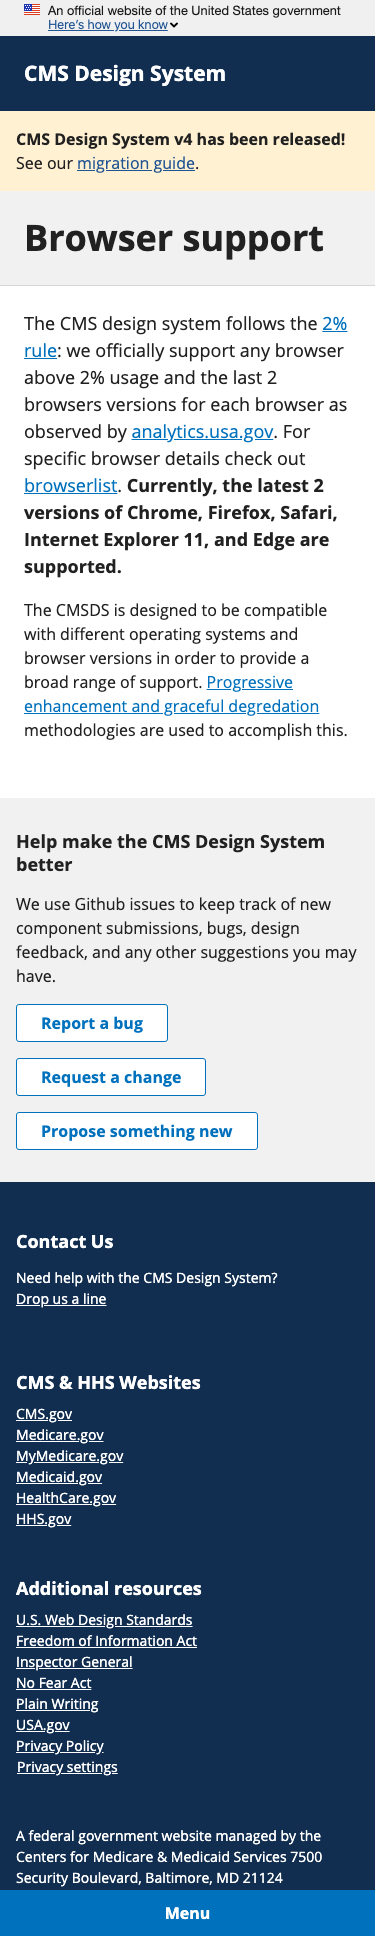 An official website of the United States government
Here's how you know
CMS Design System
CMS Design System v4 has been released!
See our migration guide.
Browser support
The CMS design system follows the 2%
rule: we officially support any browser
above 2% usage and the last 2
browsers versions for each browser as
observed by analytics.usa.gov. For
specific browser details check out
browserlist. Currently, the latest 2
versions of Chrome, Firefox, Safari,
Internet Explorer 11, and Edge are
supported.
The CMSDS is designed to be compatible
with different operating systems and
browser versions in order to provide a
broad range of support. Progressive
enhancement and graceful degredation
methodologies are used to accomplish this.
Help make the CMS Design System
better
We use Github issues to keep track of new
component submissions, bugs, design
feedback, and any other suggestions you may
have.
Report a bug
Request a change
Propose something new
Contact Us
Need help with the CMS Design System?
Drop us a line
CMS & HHS Websites
CMS.gov
Medicare.gov
MyMedicare.gov
Medicaid.gov
HealthCare.gov
HHS.gov
Additional resources
U.S. Web Design Standards
Freedom of Information Act
Inspector General
No Fear Act
Plain Writing
USA.gov
Privacy Policy
Privacy settings
A federal government website managed by the
Centers for Medicare & Medicaid Services 7500
Security Boulevard, Baltimore, MD 21124
Menu